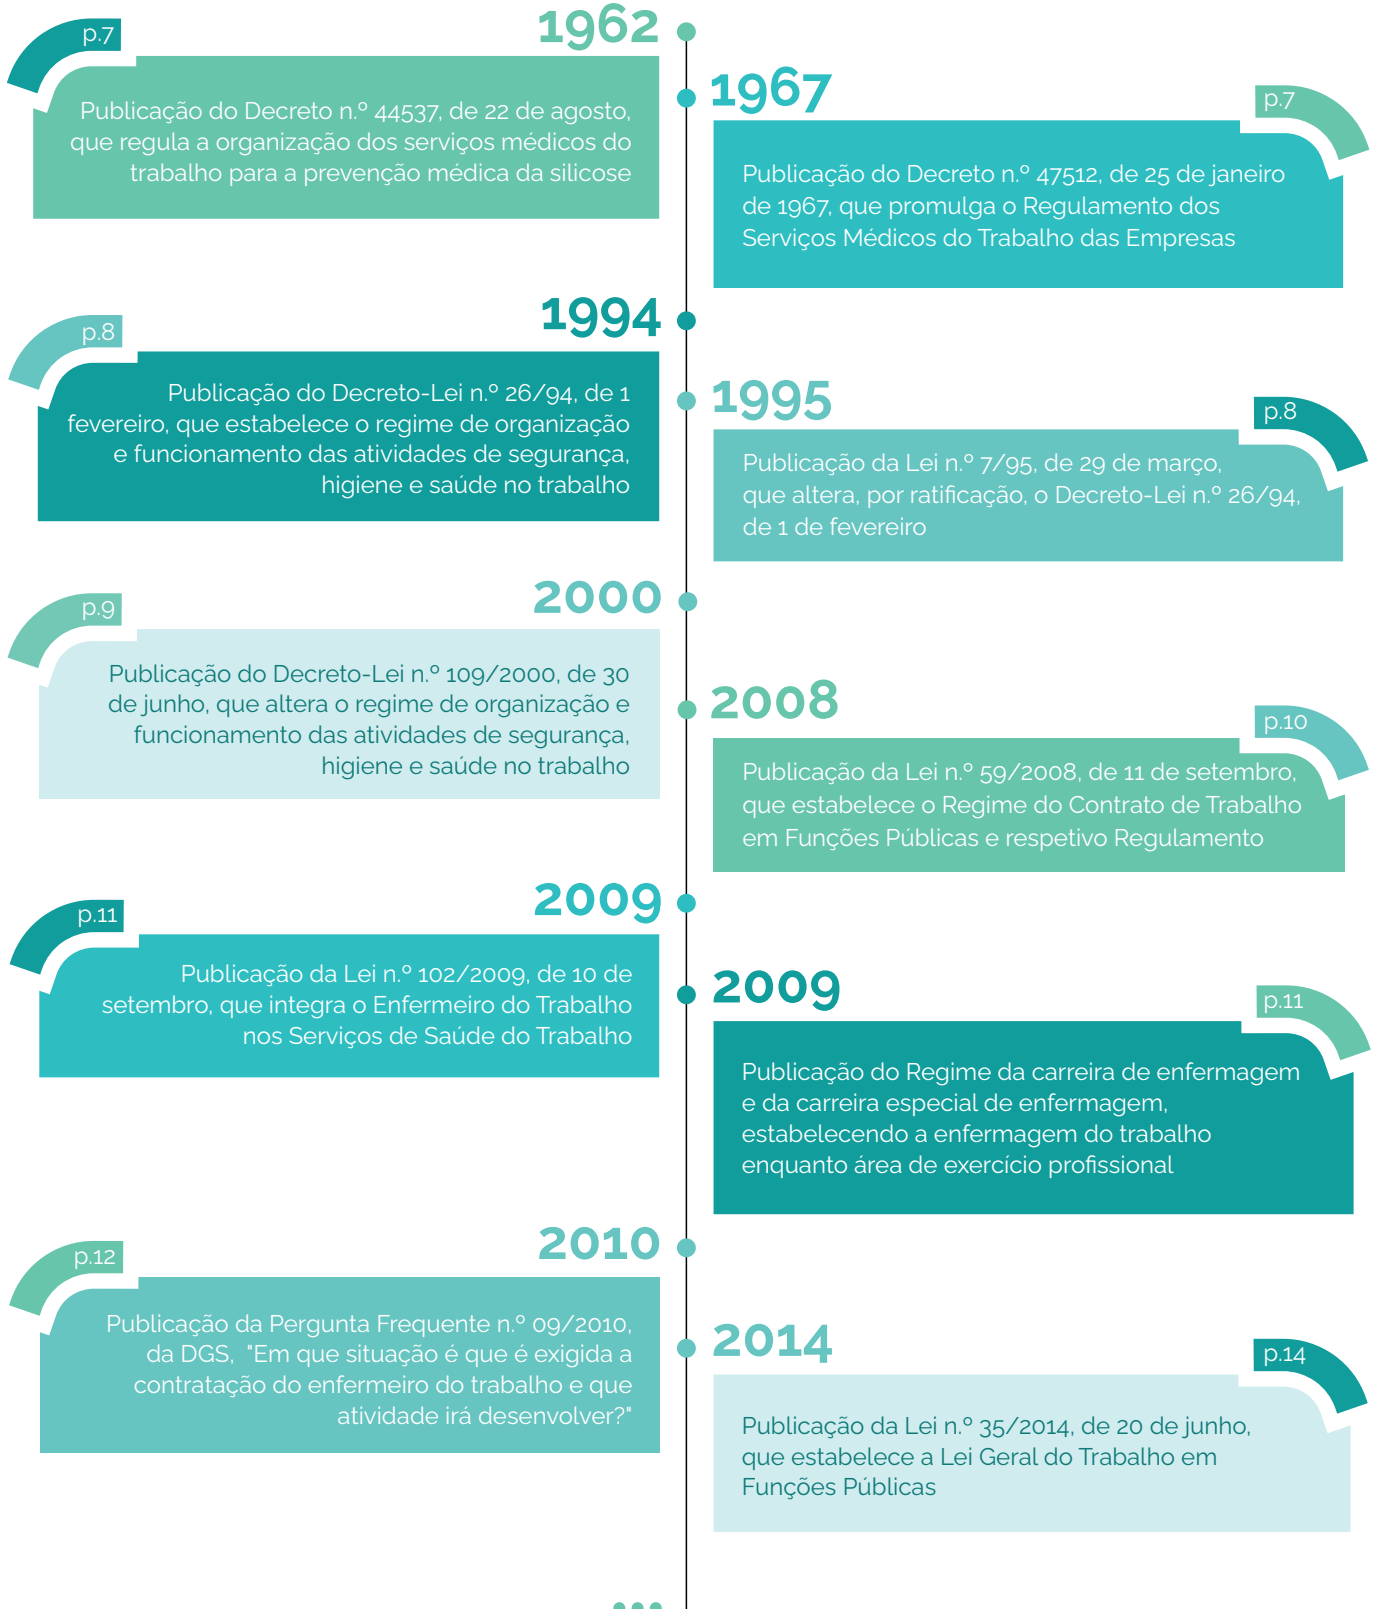 1962
p.7
Publicação do Decreto n.º 44537, de 22 de agosto,
que regula a organização dos serviços médicos do
trabalho para a prevenção médica da silicose
1967
p.7
Publicação do Decreto n.º 47512, de 25 de janeiro
de 1967, que promulga o Regulamento dos
Serviços Médicos do Trabalho das Empresas
1994
p.8
Publicação do Decreto-Lei n.º 26/94, de 1
fevereiro, que estabelece o regime de organização
e funcionamento das atividades de segurança,
higiene e saúde no trabalho
1995
p.8
Publicação da Lei n.º 7/95, de 29 de março,
que altera, por ratificação, o Decreto-Lei n.º 26/94,
de 1 de fevereiro
2000
p.9
Publicação do Decreto-Lei n.º 109/2000, de 30
de junho, que altera o regime de organização e
funcionamento das atividades de segurança,
higiene e saúde no trabalho
2008
p.10
Publicação da Lei n.º 59/2008, de 11 de setembro,
que estabelece o Regime do Contrato de Trabalho
em Funções Públicas e respetivo Regulamento
2009
p.11
Publicação da Lei n.º 102/2009, de 10 de
setembro, que integra o Enfermeiro do Trabalho
nos Serviços de Saúde do Trabalho
2009
p.11
Publicação do Regime da carreira de enfermagem
e da carreira especial de enfermagem,
estabelecendo a enfermagem do trabalho
enquanto área de exercício profissional
2010
p.12
Publicação da Pergunta Frequente n.º 09/2010,
da DGS, "Em que situação é que é exigida a
contratação do enfermeiro do trabalho e que
atividade irá desenvolver?"
2014
p.14
Publicação da Lei n.º 35/2014, de 20 de junho,
que estabelece a Lei Geral do Trabalho em
Funções Públicas